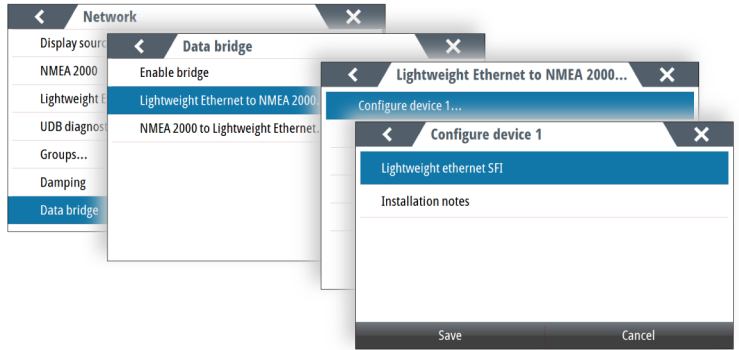 Network
Display sourc
NMEA 2000
Lightweight E
UDB diagnost
Groups...
Damping
Data bridge
Data bridge
Enable bridge
Lightweight Ethernet to NMEA 2000.
NMEA 2000 to Lightweight Ethernet.
Lightweight Ethernet to NMEA 2000...
Configure device 1...
Configure device 1
Lightweight ethernet SFI
Installation notes
Save Cancel